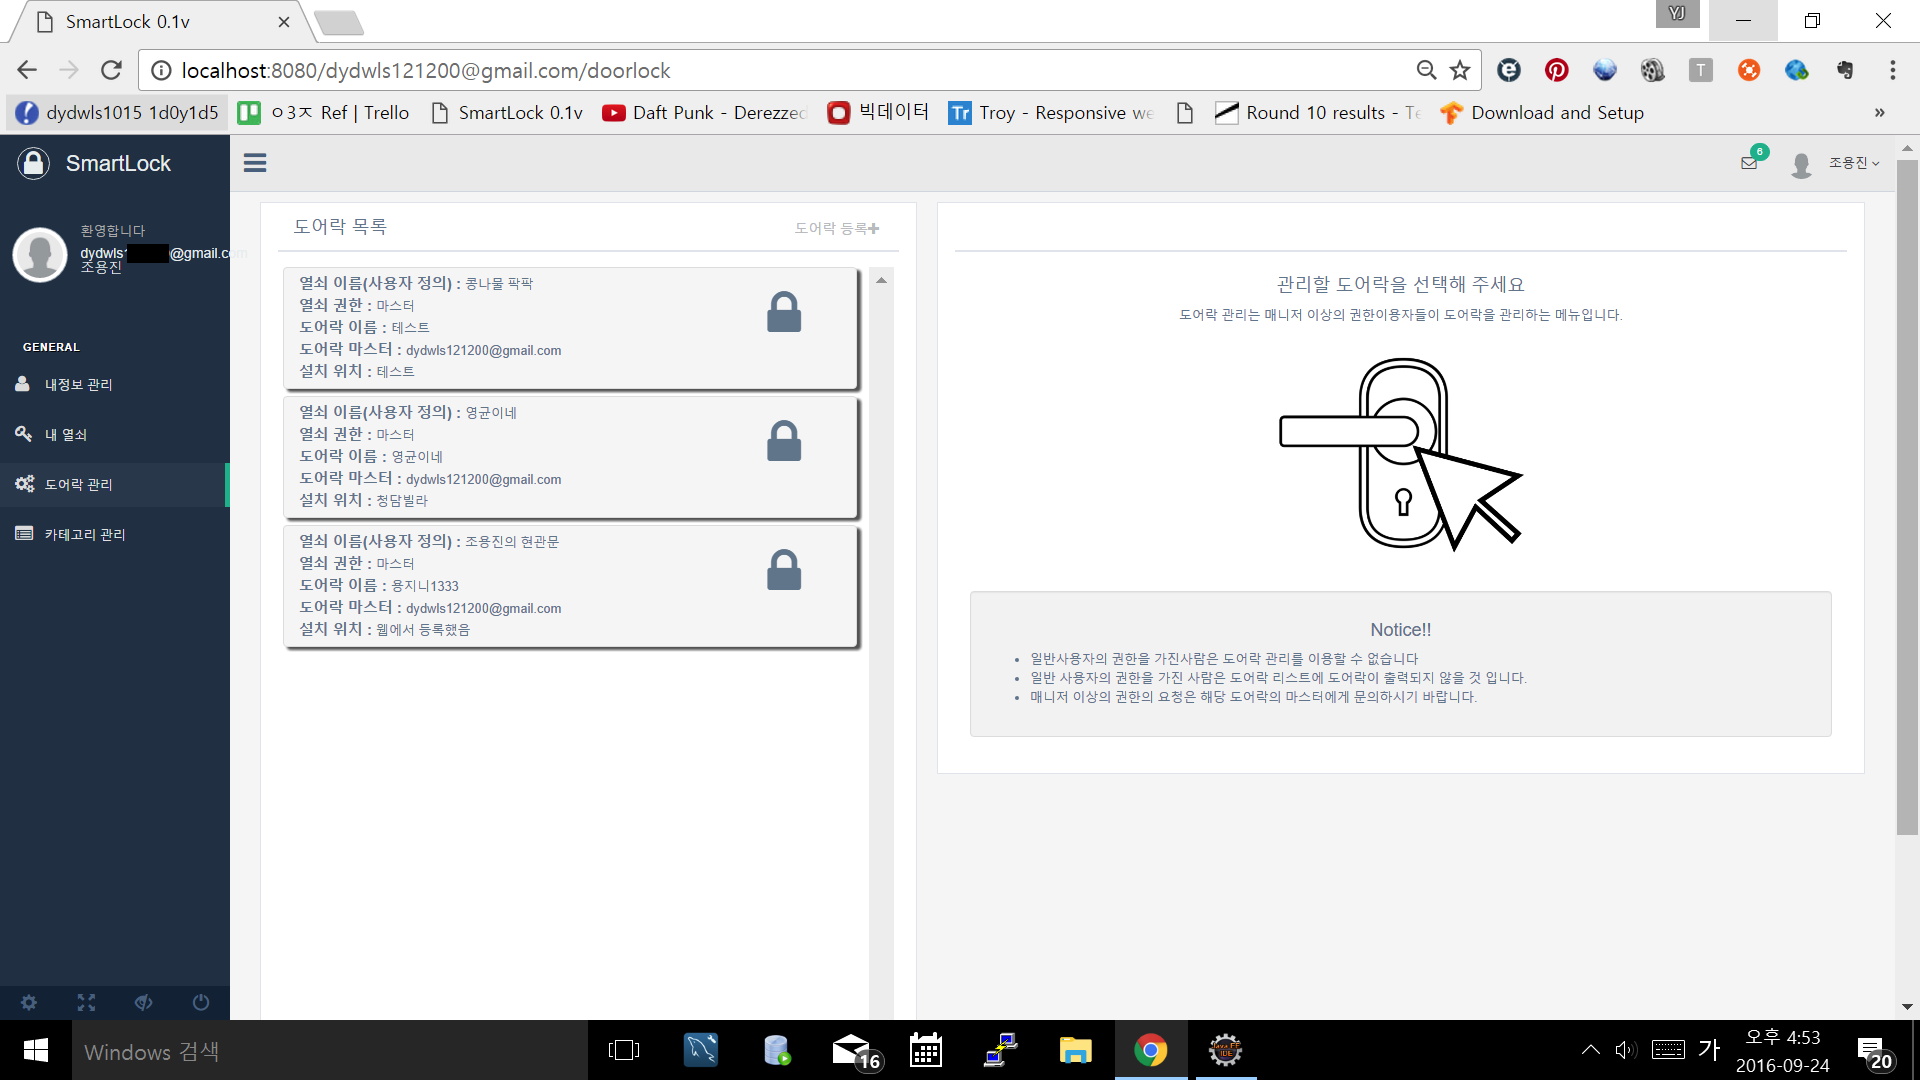 SmartLock 0.1v
YJ
localhost:8080/dydwls121200@gmail.com/doorlock
T
dydwls1015 1d0y1d5
ㅇ3ㅈ Ref | Trello
SmartLock 0.1v
Daft Punk - Derezzed
빅데이터
Tr
Troy - Responsive we
Round 10 results - Te
Download and Setup
»
SmartLock
6
조용진
환영합니다
dydwls1 @gmail.com
조용진
GENERAL
내정보 관리
내 열쇠
도어락 관리
카테고리 관리
도어락 목록
도어락 등록+
열쇠 이름(사용자 정의) : 콩나물 팍팍
열쇠 권한 : 마스터
도어락 이름 : 테스트
도어락 마스터 : dydwls121200@gmail.com
설치 위치 : 테스트
열쇠 이름(사용자 정의) : 영균이네
열쇠 권한 : 마스터
도어락 이름 : 영균이네
도어락 마스터 : dydwls121200@gmail.com
설치 위치 : 청담빌라
열쇠 이름(사용자 정의) : 조용진의 현관문
열쇠 권한 : 마스터
도어락 이름 : 용지니1333
도어락 마스터 : dydwls121200@gmail.com
설치 위치 : 웹에서 등록했음
관리할 도어락을 선택해 주세요
도어락 관리는 매니저 이상의 권한이용자들이 도어락을 관리하는 메뉴입니다.
Notice!!
• 일반사용자의 권한을 가진사람은 도어락 관리를 이용할 수 없습니다
• 일반 사용자의 권한을 가진 사람은 도어락 리스트에 도어락이 출력되지 않을 것 입니다.
• 매니저 이상의 권한의 요청은 해당 도어락의 마스터에게 문의하시기 바랍니다.
Windows 검색
16
Java EE
IDE
가
오후 4:53
2016-09-24
20